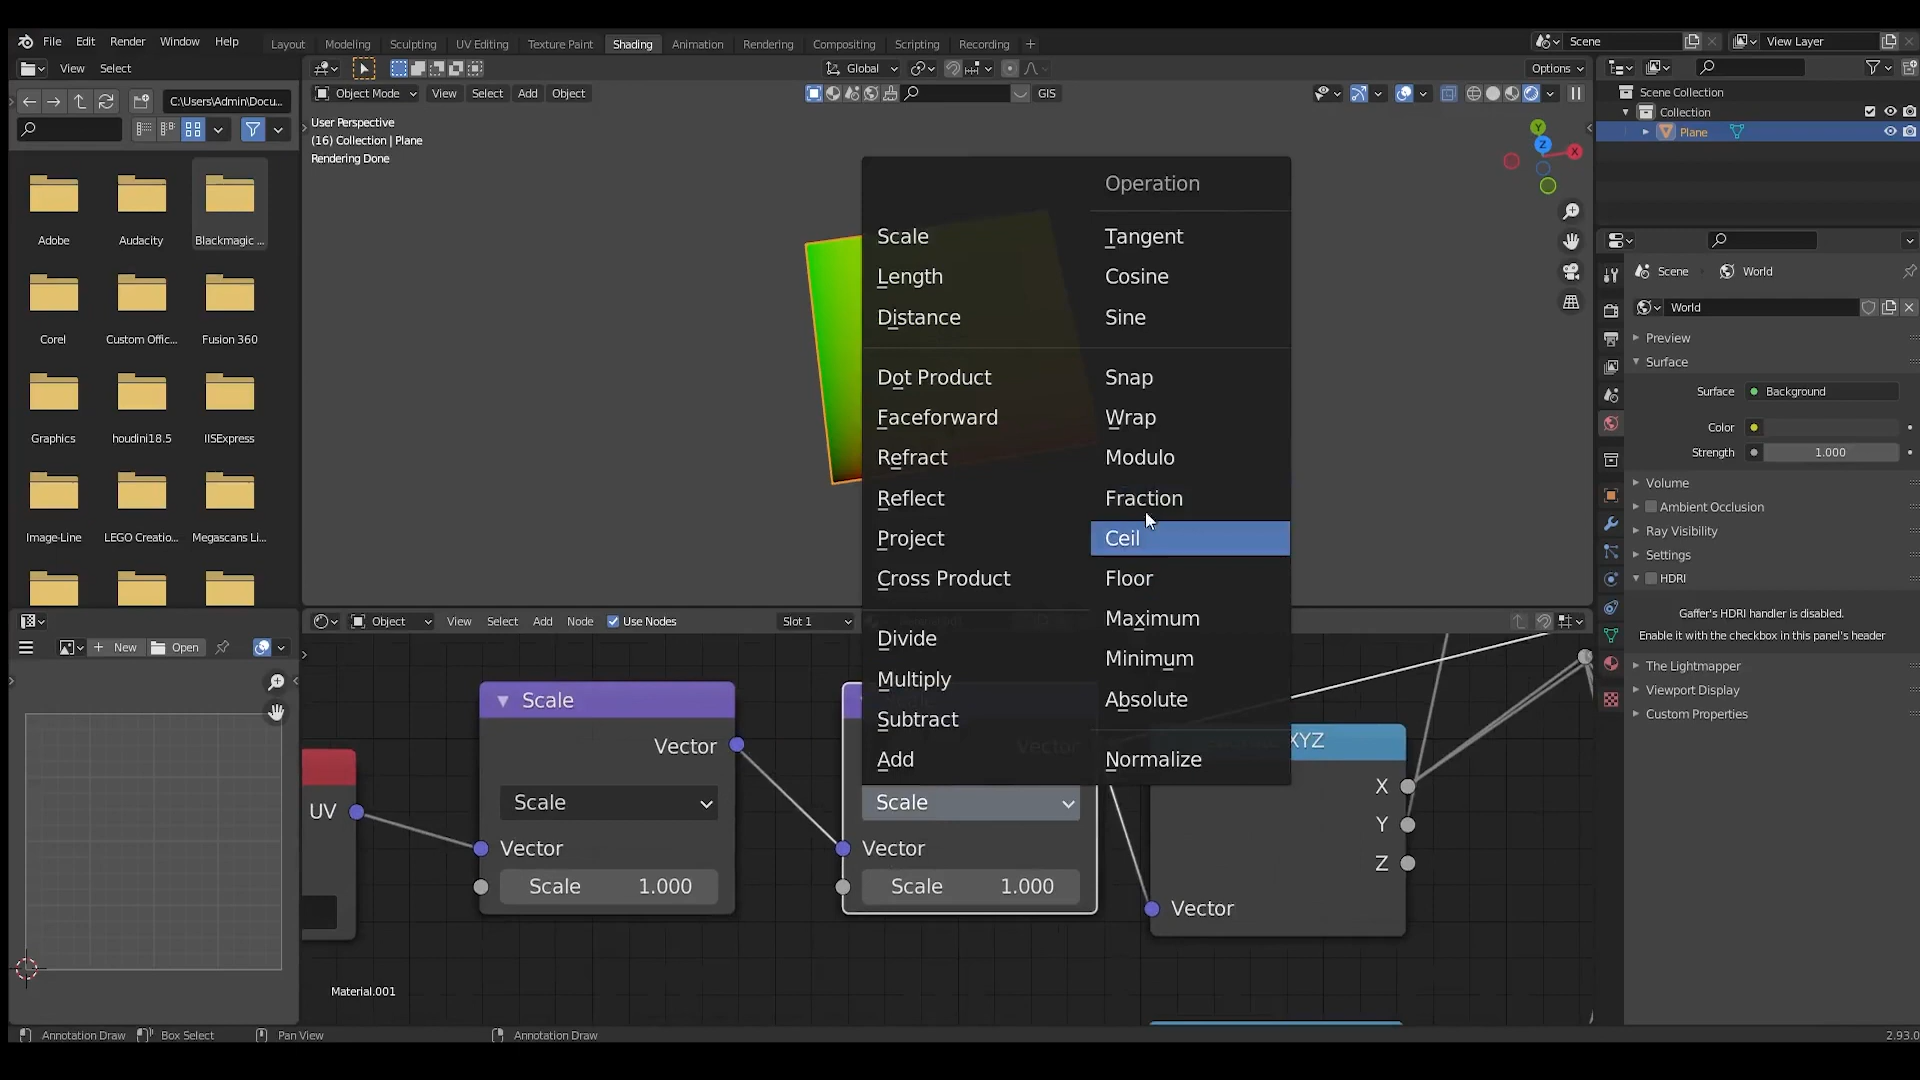 File Edit Render Window Help
Layout Modeling Sculpting UV Editing Texture Paint Shading Animation Rendering Compositing Scripting Recording +
Scene
View Layer
View Select
Global
Options
C:\Users\Admin\Docu...
Object Mode View Select Add Object
GIS
User Perspective
(16) Collection | Plane
Rendering Done
Adobe Audacity Blackmagic ...
Corel Custom Offic... Fusion 360
Graphics houdini18.5 IISExpress
Image-Line LEGO Creatio... Megascans Li...
Y
Z
X
Operation
Scale Tangent
Length Cosine
Distance Sine
Dot Product Snap
Faceforward Wrap
Refract Modulo
Reflect Fraction
Project Ceil
Cross Product Floor
Maximum
Divide
Minimum
Multiply
Absolute
Subtract
Add Normalize
Scene Collection
Collection
Plane
Scene World
World
Preview
Surface
Surface Background
Color
Strength 1.000
Volume
Ambient Occlusion
Ray Visibility
Settings
HDRI
Gaffer's HDRI handler is disabled.
Enable it with the checkbox in this panel's header
The Lightmapper
Viewport Display
Custom Properties
Object View Select Add Node Use Nodes Slot 1
+ New Open
UV
Scale
Vector
Scale
Vector
Scale 1.000
Vector
Scale
Vector
Scale 1.000
XYZ
X
Y
Z
Vector
Material.001
Annotation Draw Box Select Pan View Annotation Draw
2.93.0